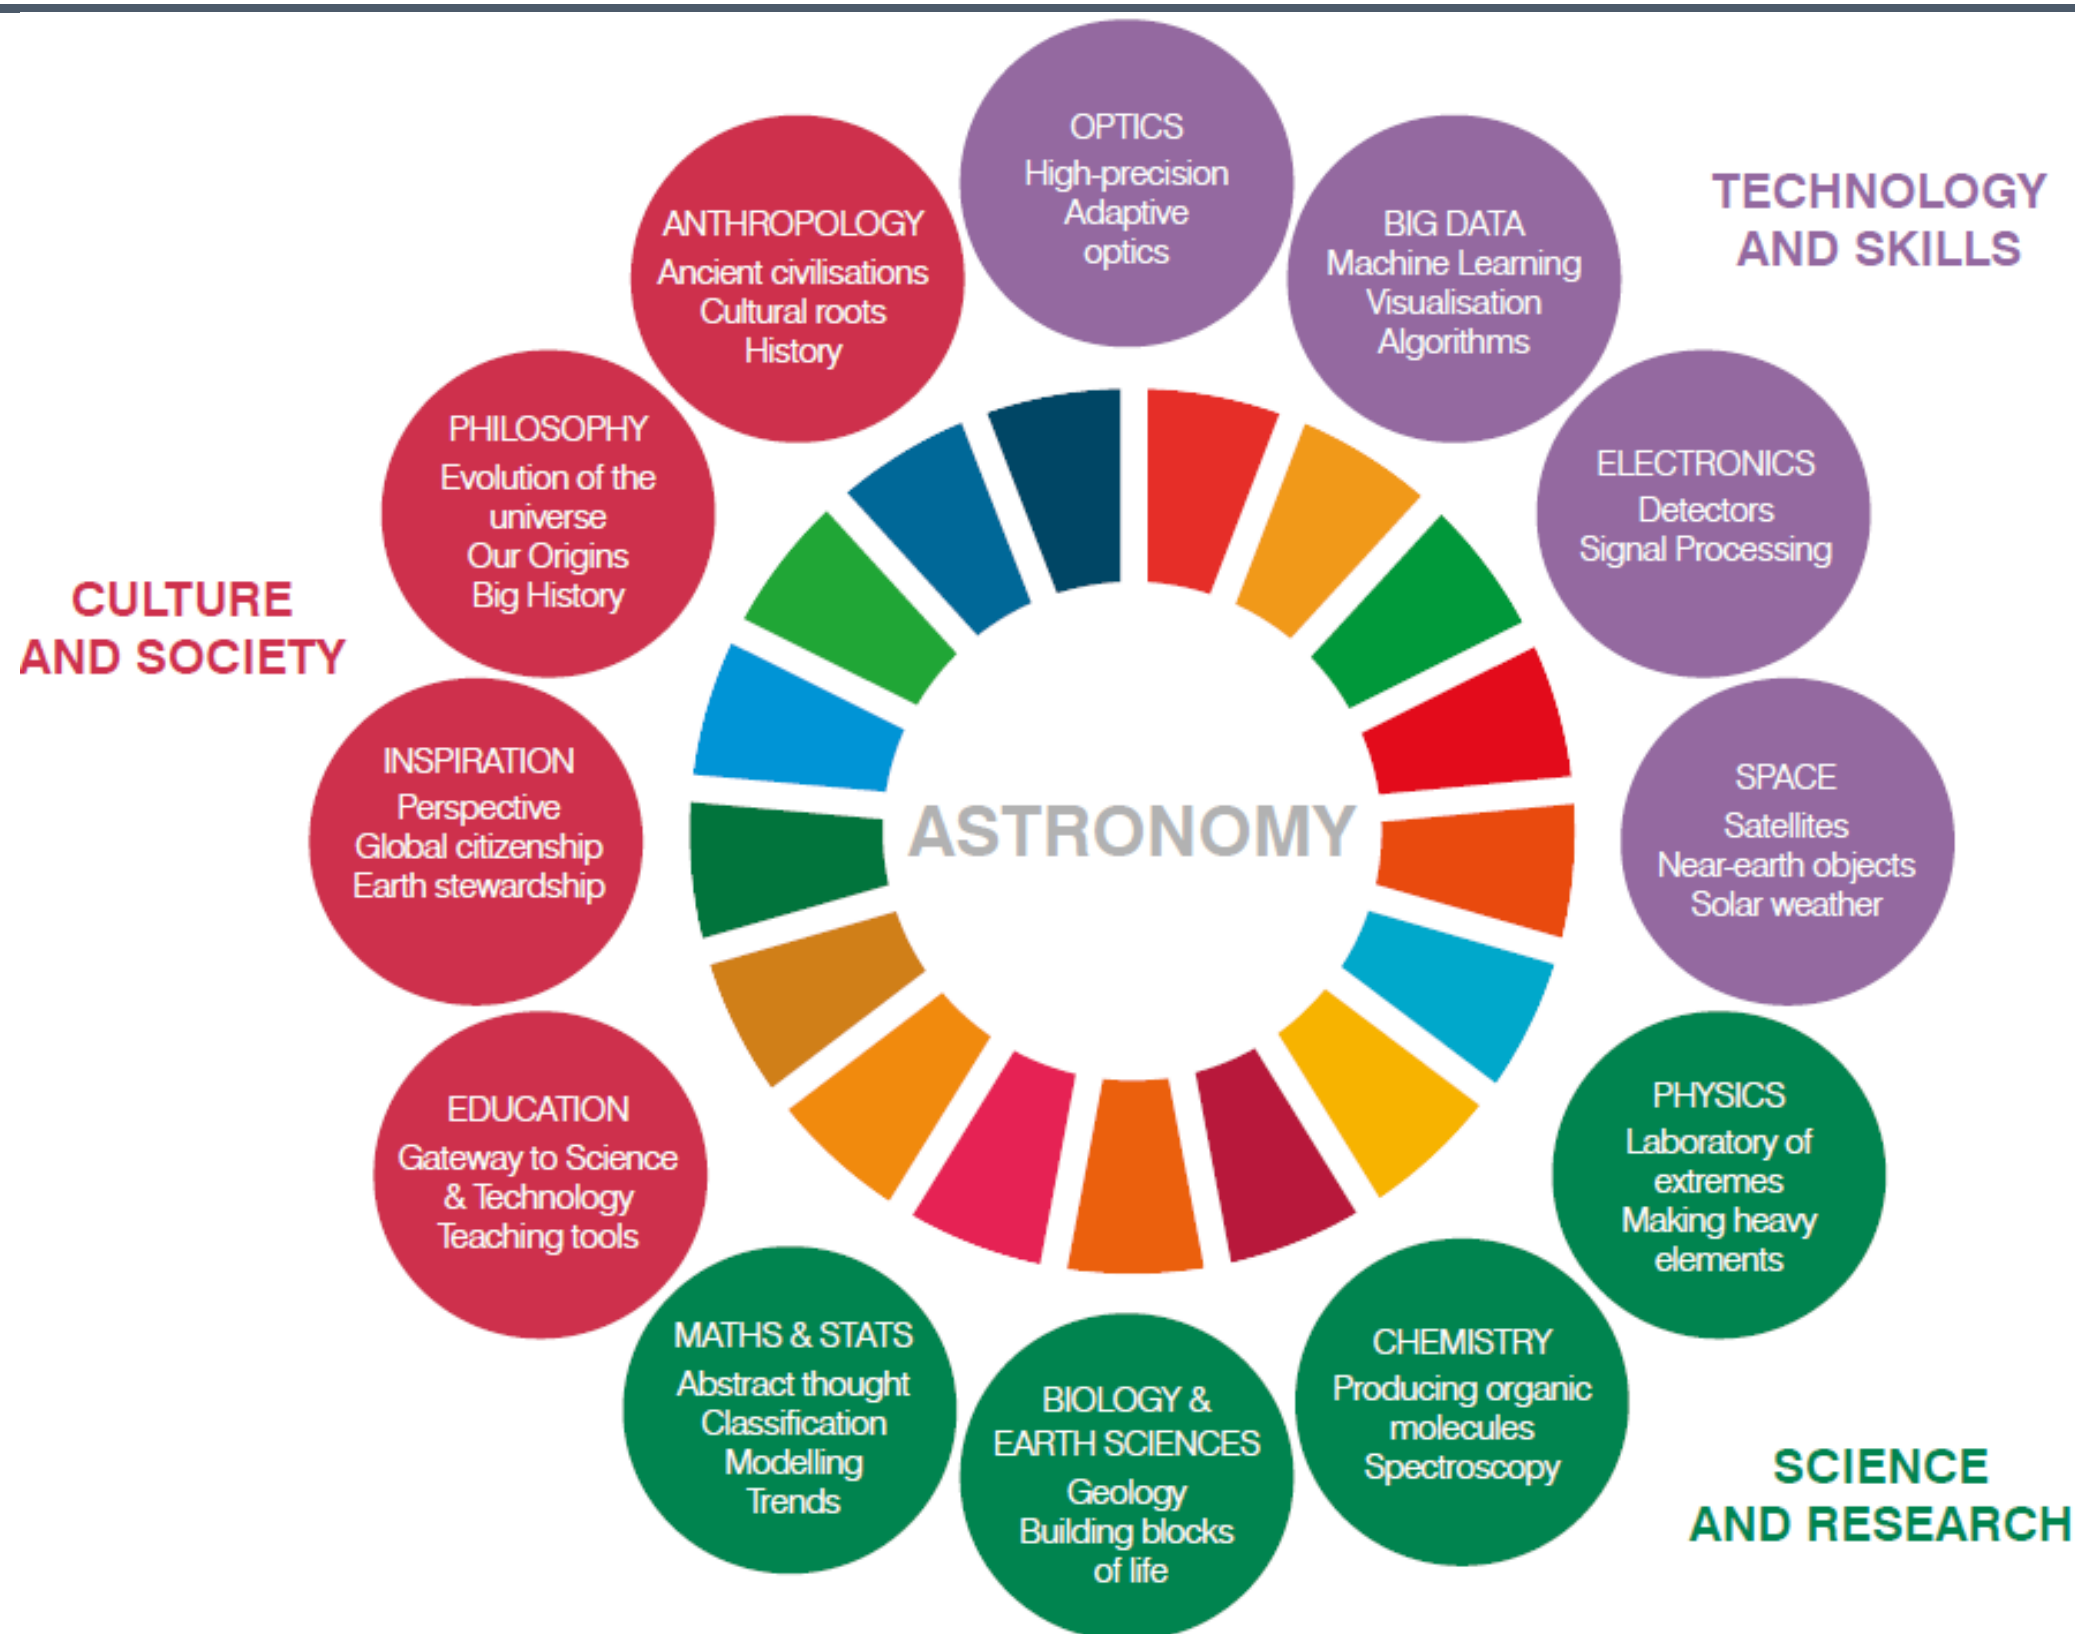 OPTICS
High-precision
Adaptive
optics
BIG DATA
Machine Learning
Visualisation
Algorithms
TECHNOLOGY
AND SKILLS
ELECTRONICS
Detectors
Signal Processing
SPACE
Satellites
Near-earth objects
Solar weather
PHYSICS
Laboratory of
extremes
Making heavy
elements
CHEMISTRY
Producing organic
molecules
Spectroscopy
SCIENCE
AND RESEARCH
BIOLOGY &
EARTH SCIENCES
Geology
Building blocks
of life
MATHS & STATS
Abstract thought
Classification
Modelling
Trends
EDUCATION
Gateway to Science
& Technology
Teaching tools
INSPIRATION
Perspective
Global citizenship
Earth stewardship
CULTURE
AND SOCIETY
PHILOSOPHY
Evolution of the
universe
Our Origins
Big History
ANTHROPOLOGY
Ancient civilisations
Cultural roots
History
ASTRONOMY